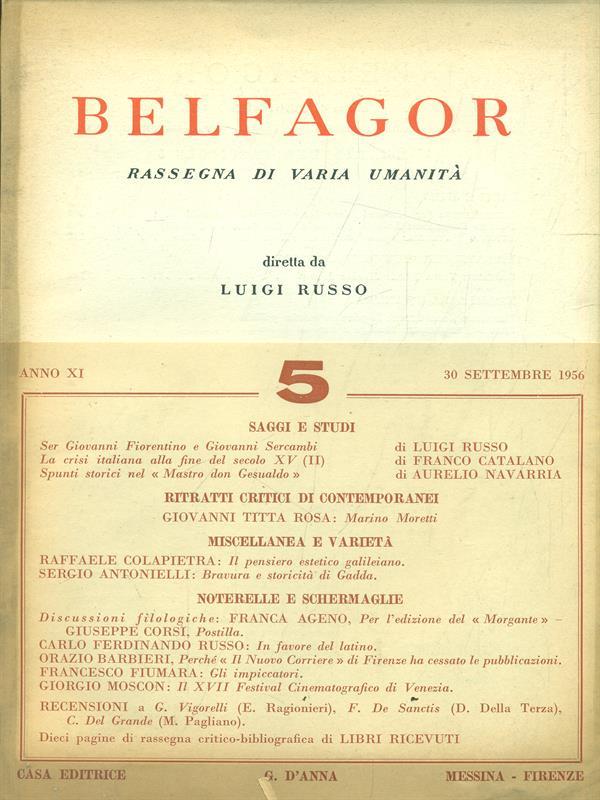 BELFAGOR
RASSEGNA DI VARIA UMANITÀ
diretta da
LUIGI RUSSO
ANNO XI 5 30 SETTEMBRE 1956
SAGGI E STUDI
Ser Giovanni Fiorentino e Giovanni Sercambi di LUIGI RUSSO
La crisi italiana alla fine del secolo XV (II) di FRANCO CATALANO
Spunti storici nel « Mastro don Gesualdo » di AURELIO NAVARRIA
RITRATTI CRITICI DI CONTEMPORANEI
GIOVANNI TITTA ROSA: Marino Moretti
MISCELLANEA E VARIETÀ
RAFFAELE COLAPIETRA: Il pensiero estetico galileiano.
SERGIO ANTONIELLI: Bravura e storicità di Gadda.
NOTERELLE E SCHERMAGLIE
Discussioni filologiche: FRANCA AGENO, Per l'edizione del « Morgante » –
GIUSEPPE CORSI, Postilla.
CARLO FERDINANDO RUSSO: In favore del latino.
ORAZIO BARBIERI, Perché « Il Nuovo Corriere » di Firenze ha cessato le pubblicazioni.
FRANCESCO FIUMARA: Gli impiccatori.
GIORGIO MOSCON: Il XVII Festival Cinematografico di Venezia.
RECENSIONI a G. Vigorelli (E. Ragionieri), F. De Sanctis (D. Della Terza),
C. Del Grande (M. Pagliano).
Dieci pagine di rassegna critico-bibliografica di LIBRI RICEVUTI
CASA EDITRICE G. D'ANNA MESSINA - FIRENZE